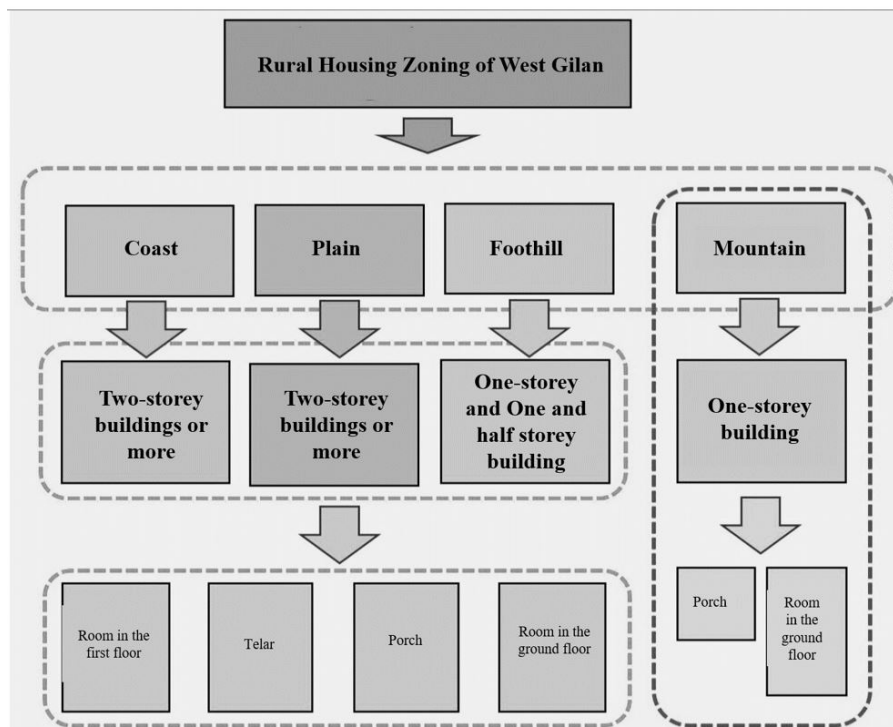 Rural Housing Zoning of West Gilan
Coast
Plain
Foothill
Mountain
Two-storey
buildings or
more
Two-storey
buildings or
more
One-storey
and One and
half storey
building
One-storey
building
Room in the
first floor
Telar
Porch
Room in the
ground floor
Porch
Room
in the
ground
floor